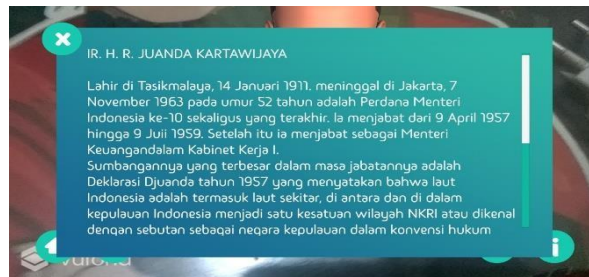 IR. H. R. JUANDA KARTAWIJAYA
Lahir di Tasikmalaya, 14 Januari 1911. meninggal di Jakarta, 7
November 1963 pada umur 52 tahun adalah Perdana Menteri
Indonesia ke-10 sekaligus yang terakhir. Ia menjabat dari 9 April 1957
hingga 9 Juli 1959. Setelah itu ia menjabat sebagai Menteri
Keuangandalam Kabinet Kerja I.
Sumbangannya yang terbesar dalam masa jabatannya adalah
Deklarasi Djuanda tahun 1957 yang menyatakan bahwa laut
Indonesia adalah termasuk laut sekitar, di antara dan di dalam
kepulauan Indonesia menjadi satu kesatuan wilayah NKRI atau dikenal
dengan sebutan sebagai negara kepulauan dalam konvensi hukum
vuforia